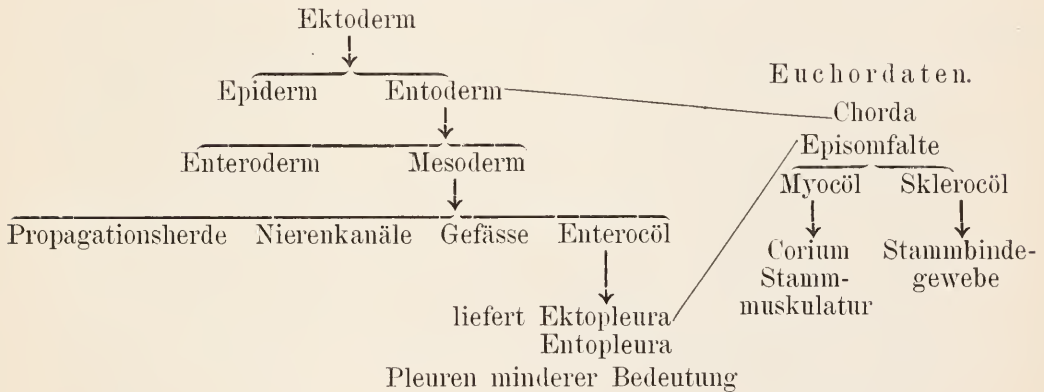 Ektoderm
Epiderm Entoderm
Enteroderm Mesoderm
Propagationsherde Nierenkanäle Gefässe Enterocöl
liefert Ektopleura
Entopleura
Pleuren minderer Bedeutung
Euchordaten.
Chorda
Episomfalte
Myocöl Sklerocöl
Corium
Stamm-
muskulatur
Stammbinde-
gewebe